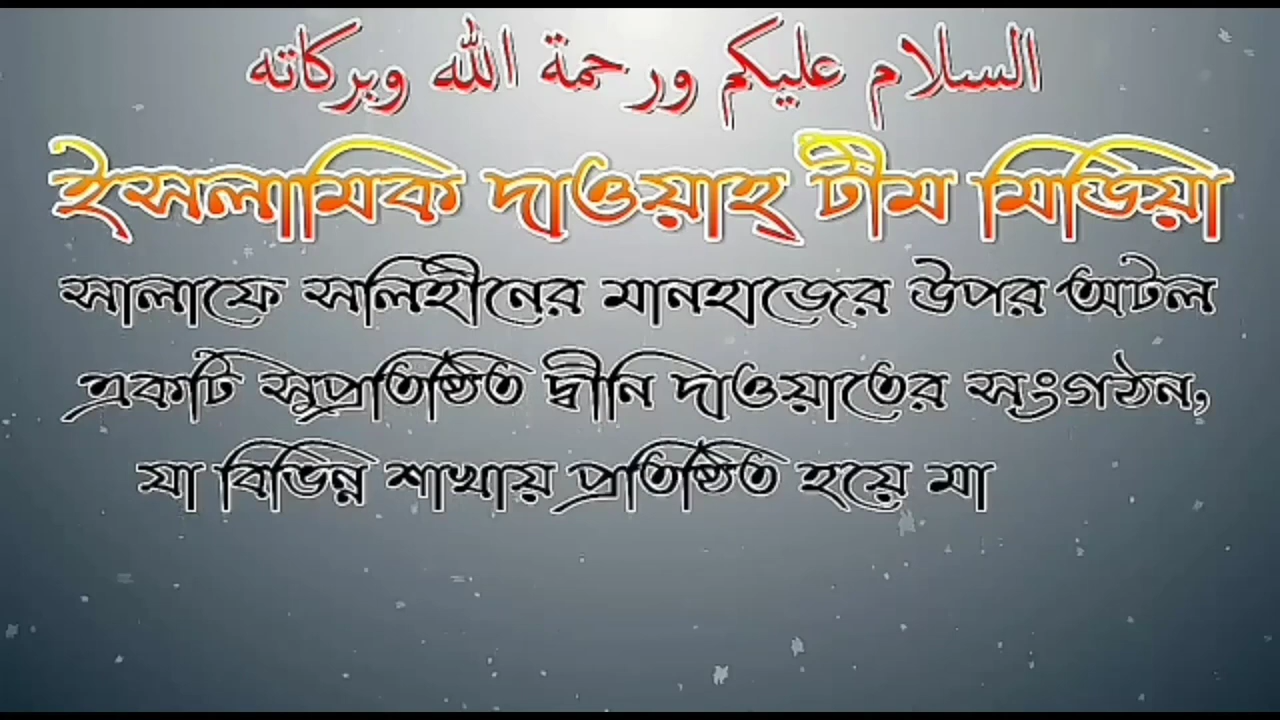 السلام عليكم ورحمة الله وبركاته
ইসলামিক দাওয়াহ্ টীম মিডিয়া
সালাফে সলিহীনের মানহাজের উপর অটল
একটি সুপ্রতিষ্ঠিত দ্বীনি দাওয়াতের সংগঠন,
যা বিভিন্ন শাখায় প্রতিষ্ঠিত হয়ে মা